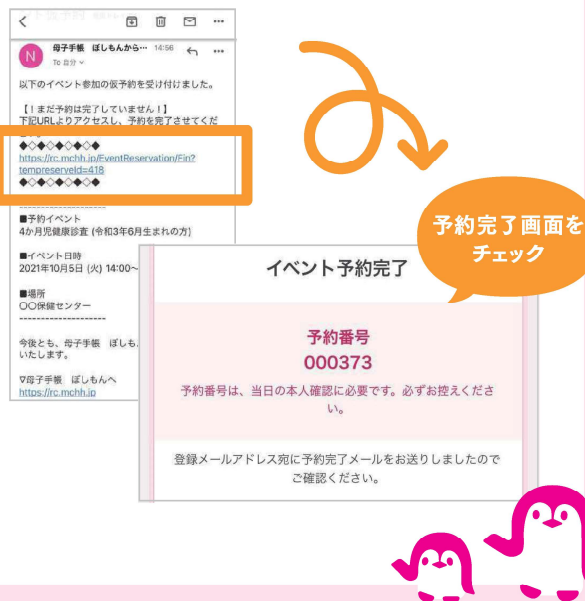 母子手帳 ぼしもんから… 14:56
N
To 自分
以下のイベント参加の仮予約を受け付けました。
【！まだ予約は完了していません！】
下記URLよりアクセスし、予約を完了させてくだ
◆◇◆◇◆◇◆◇◆
https://rc.mchh.jp/EventReservation/Fin?
tempreserveId=418
◆◇◆◇◆◇◆◇◆
--------------------
■予約イベント
4か月児健康診査 (令和3年6月生まれの方)
■イベント日時
2021年10月5日 (火) 14:00～
■場所
〇〇保健センター
--------------------
今後とも、母子手帳 ぼしも
いたします。
▽母子手帳 ぼしもんへ
https://rc.mchh.jp
予約完了画面を
チェック
イベント予約完了
予約番号
000373
予約番号は、当日の本人確認に必要です。必ずお控えくださ
い。
登録メールアドレス宛に予約完了メールをお送りしましたので
ご確認ください。